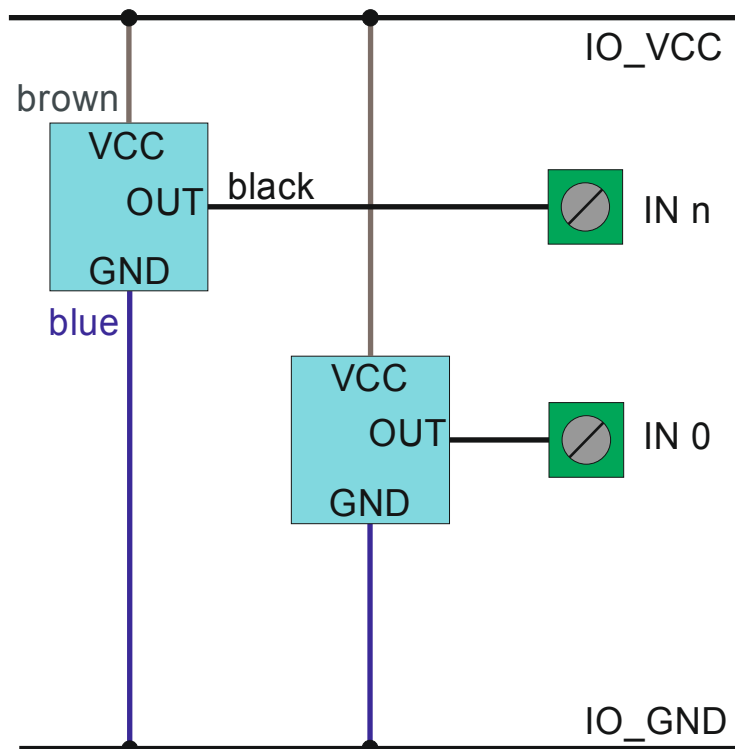 IO_VCC
brown
VCC
OUT
black
IN n
GND
blue
VCC
OUT
IN 0
GND
IO_GND